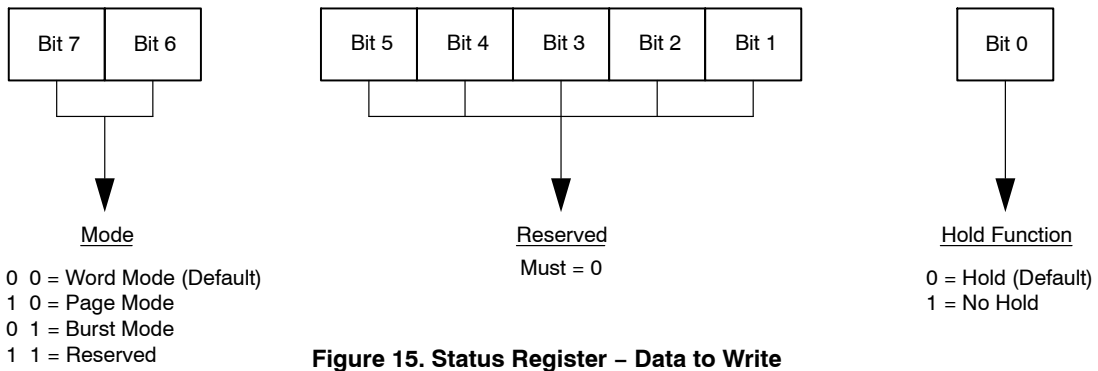 Bit 7 Bit 6 Bit 5 Bit 4 Bit 3 Bit 2 Bit 1 Bit 0
Mode
0 0 = Word Mode (Default)
1 0 = Page Mode
0 1 = Burst Mode
1 1 = Reserved
Reserved
Must = 0
Hold Function
0 = Hold (Default)
1 = No Hold
Figure 15. Status Register – Data to Write